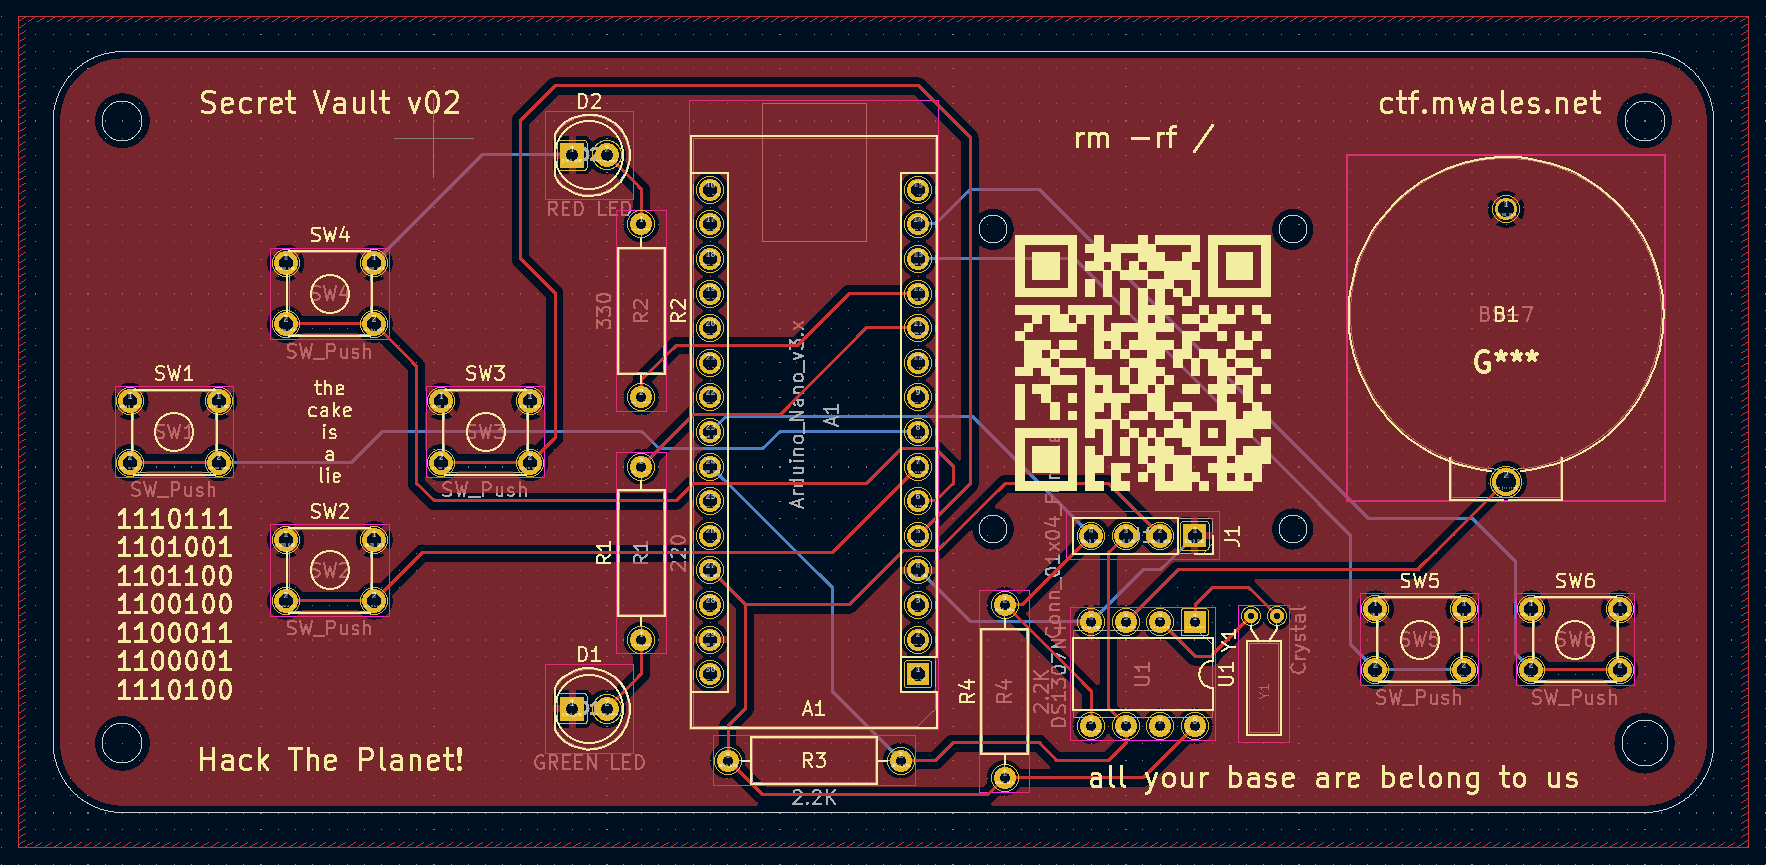 Secret Vault v02
D2
ctf.mwales.net
rm -rf /
RED LED
SW4
SW4
SW_Push
330
R2
R2
Arduino_Nano_v3.x
A1
B1
G***
SW1
SW1
SW_Push
the
cake
is
a
lie
SW3
SW3
SW_Push
1110111
1101001
1101100
1100100
1100011
1100001
1110100
SW2
SW2
SW_Push
R1
R1
220
J1
D1
GREEN LED
A1
R3
2.2K
R4
R4
2.2K
U1
U1
Y1
Y1
Crystal
SW5
SW5
SW_Push
SW6
SW6
SW_Push
Hack The Planet!
all your base are belong to us